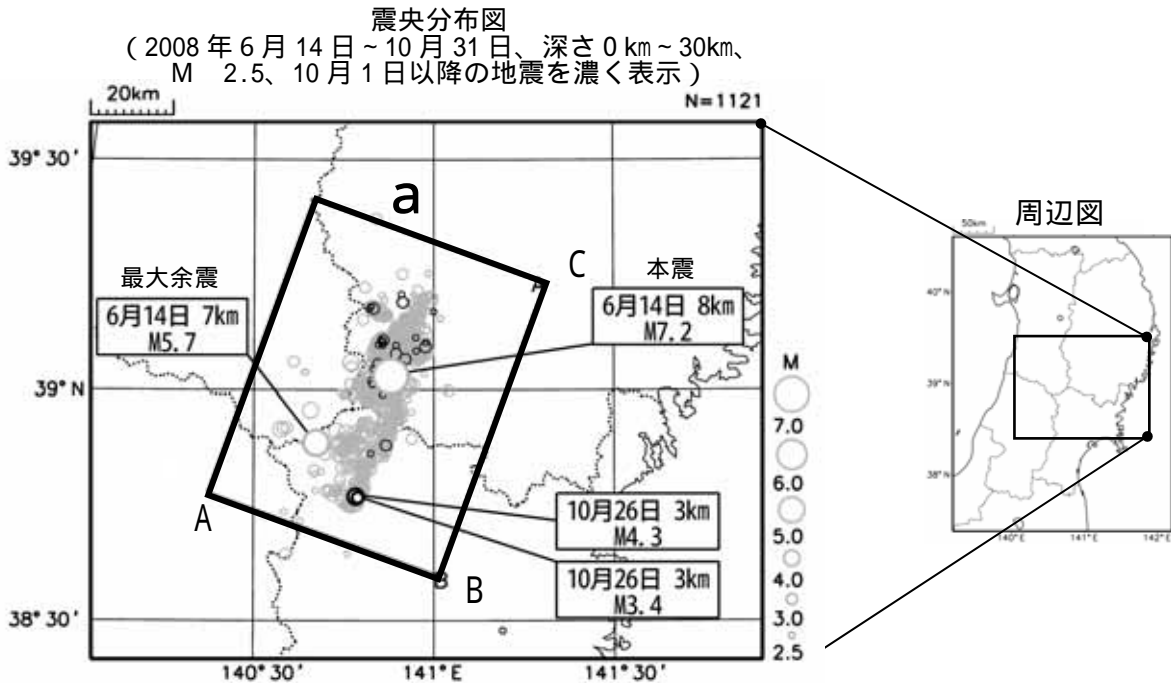 震央分布図
（2008年6月14日～10月31日、深さ0km～30km、
M 2.5、10月1日以降の地震を濃く表示）
20km
N=1121
39°30'
39°N
38°30'
140°30'
141°E
141°30'
a
A
B
C
最大余震
6月14日 7km
M5.7
本震
6月14日 8km
M7.2
10月26日 3km
M4.3
10月26日 3km
M3.4
M
7.0
6.0
5.0
4.0
3.0
2.5
周辺図
50km
40°N
39°N
38°N
140°E
141°E
142°E